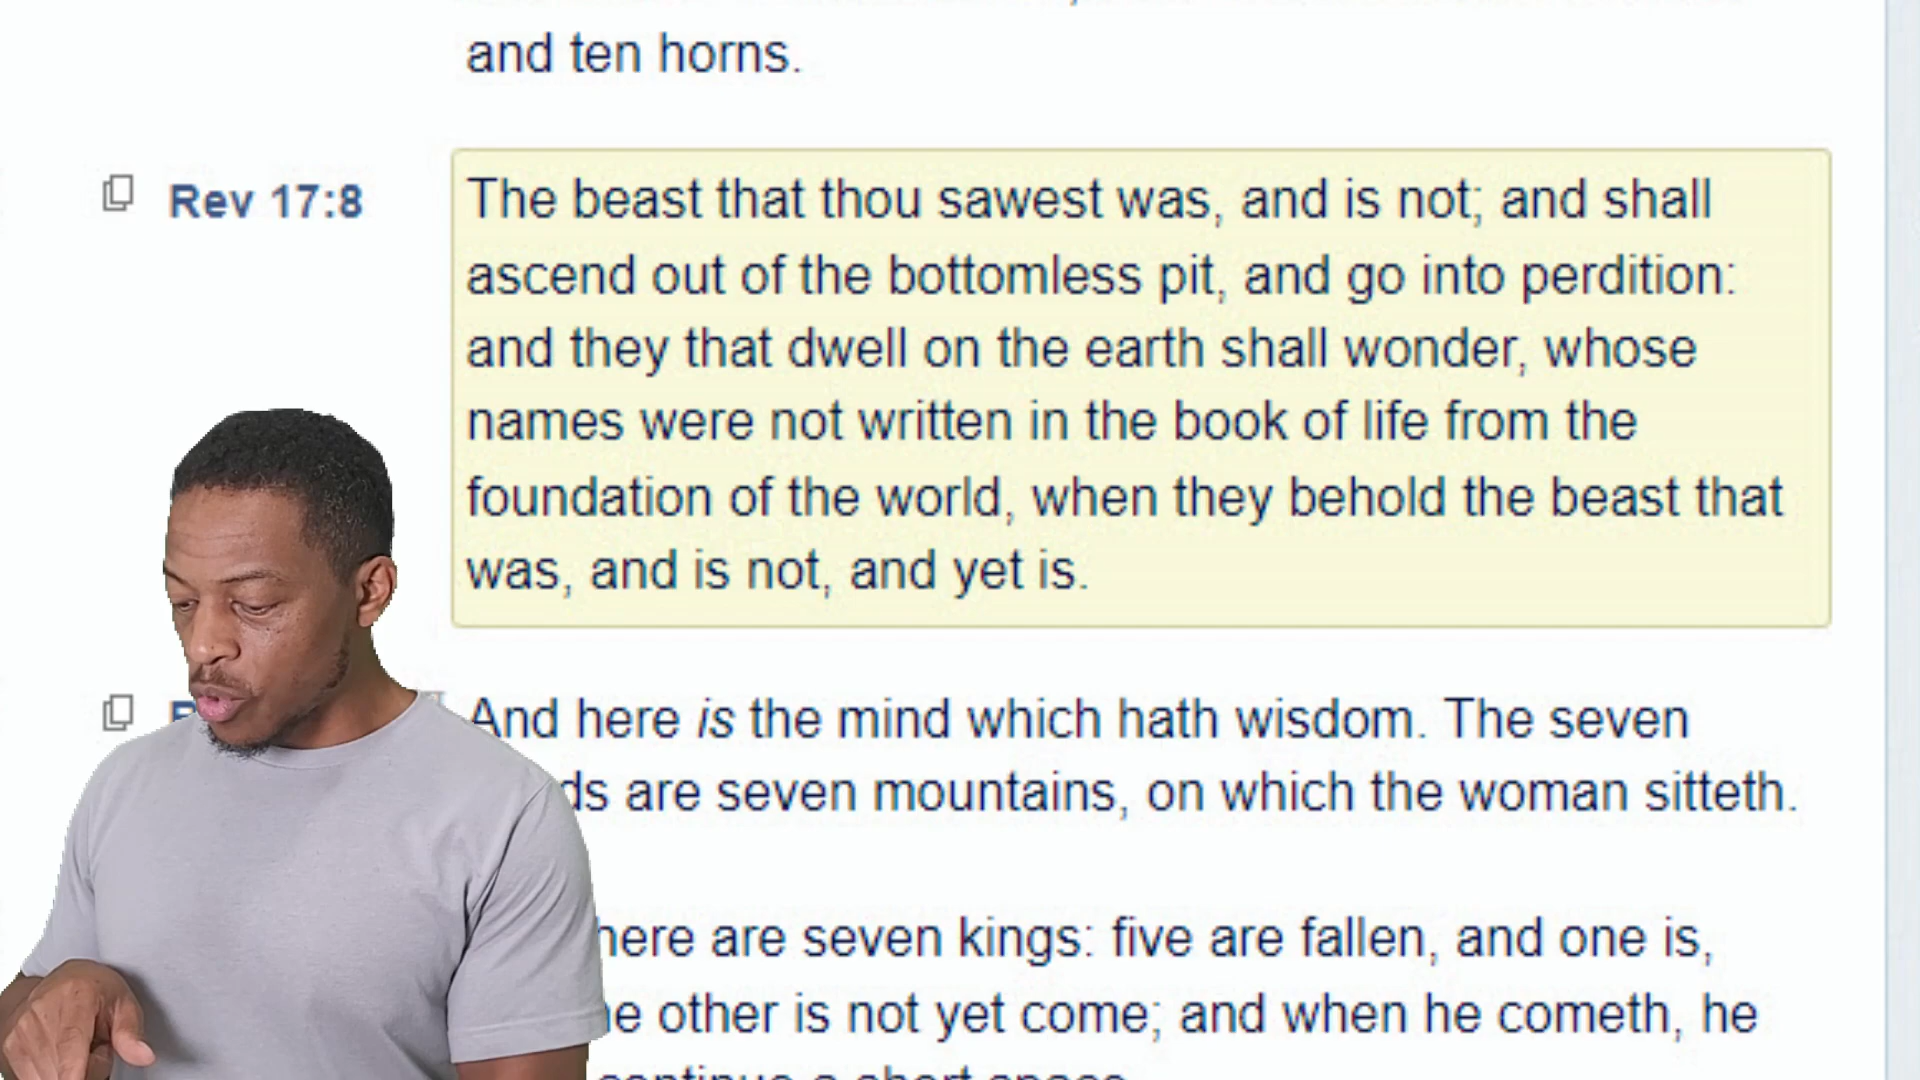 and ten horns.
Rev 17:8
The beast that thou sawest was, and is not; and shall
ascend out of the bottomless pit, and go into perdition:
and they that dwell on the earth shall wonder, whose
names were not written in the book of life from the
foundation of the world, when they behold the beast that
was, and is not, and yet is.
And here is the mind which hath wisdom. The seven
ds are seven mountains, on which the woman sitteth.
here are seven kings: five are fallen, and one is,
he other is not yet come; and when he cometh, he
continue a short space.